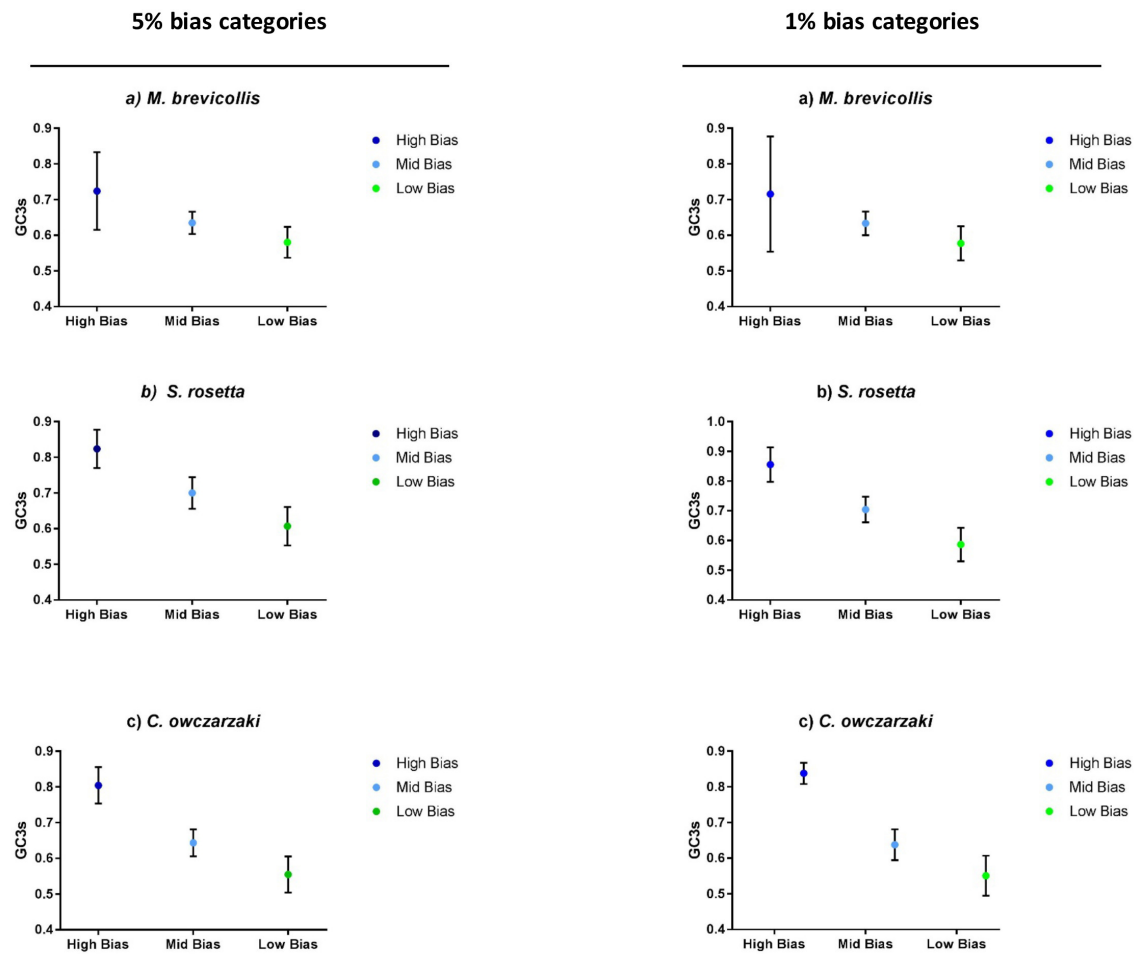 5% bias categories
1% bias categories
a) M. brevicollis
0.9
0.8
0.7
0.6
0.5
0.4
GC3s
High Bias
Mid Bias
Low Bias
High Bias
Mid Bias
Low Bias
a) M. brevicollis
0.9
0.8
0.7
0.6
0.5
0.4
GC3s
High Bias
Mid Bias
Low Bias
High Bias
Mid Bias
Low Bias
b) S. rosetta
0.9
0.8
0.7
0.6
0.5
0.4
GC3s
High Bias
Mid Bias
Low Bias
High Bias
Mid Bias
Low Bias
b) S. rosetta
1.0
0.9
0.8
0.7
0.6
0.5
0.4
GC3s
High Bias
Mid Bias
Low Bias
High Bias
Mid Bias
Low Bias
c) C. owczarzaki
0.9
0.8
0.7
0.6
0.5
0.4
GC3s
High Bias
Mid Bias
Low Bias
High Bias
Mid Bias
Low Bias
c) C. owczarzaki
0.9
0.8
0.7
0.6
0.5
0.4
GC3s
High Bias
Mid Bias
Low Bias
High Bias
Mid Bias
Low Bias